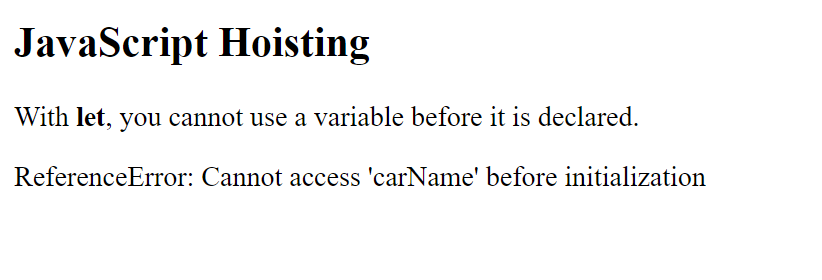 JavaScript Hoisting
With let, you cannot use a variable before it is declared.
ReferenceError: Cannot access 'carName' before initialization